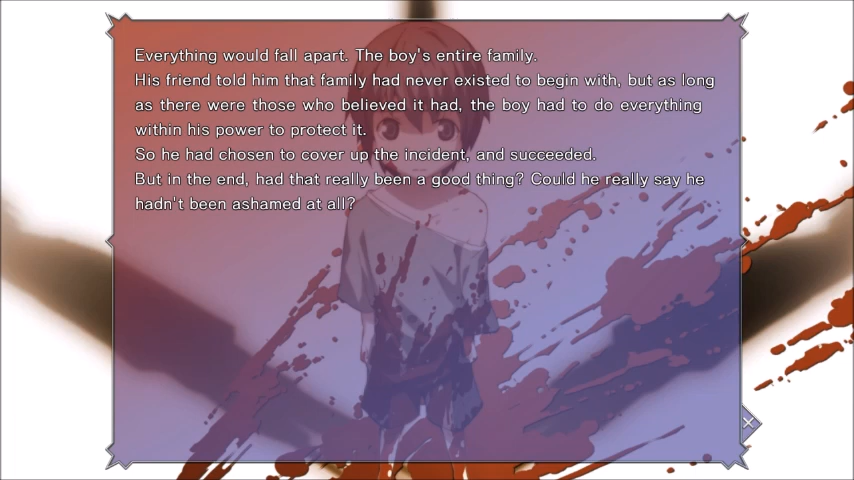 Everything would fall apart. The boy's entire family.
His friend told him that family had never existed to begin with, but as long
as there were those who believed it had, the boy had to do everything
within his power to protect it.
So he had chosen to cover up the incident, and succeeded.
But in the end, had that really been a good thing? Could he really say he
hadn't been ashamed at all?